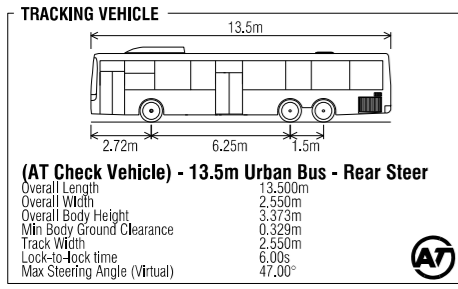 TRACKING VEHICLE
13.5m
2.72m 6.25m 1.5m
(AT Check Vehicle) - 13.5m Urban Bus - Rear Steer
Overall Length 13.500m
Overall Width 2.550m
Overall Body Height 3.373m
Min Body Ground Clearance 0.329m
Track Width 2.550m
Lock-to-lock time 6.00s
Max Steering Angle (Virtual) 47.00°
AT